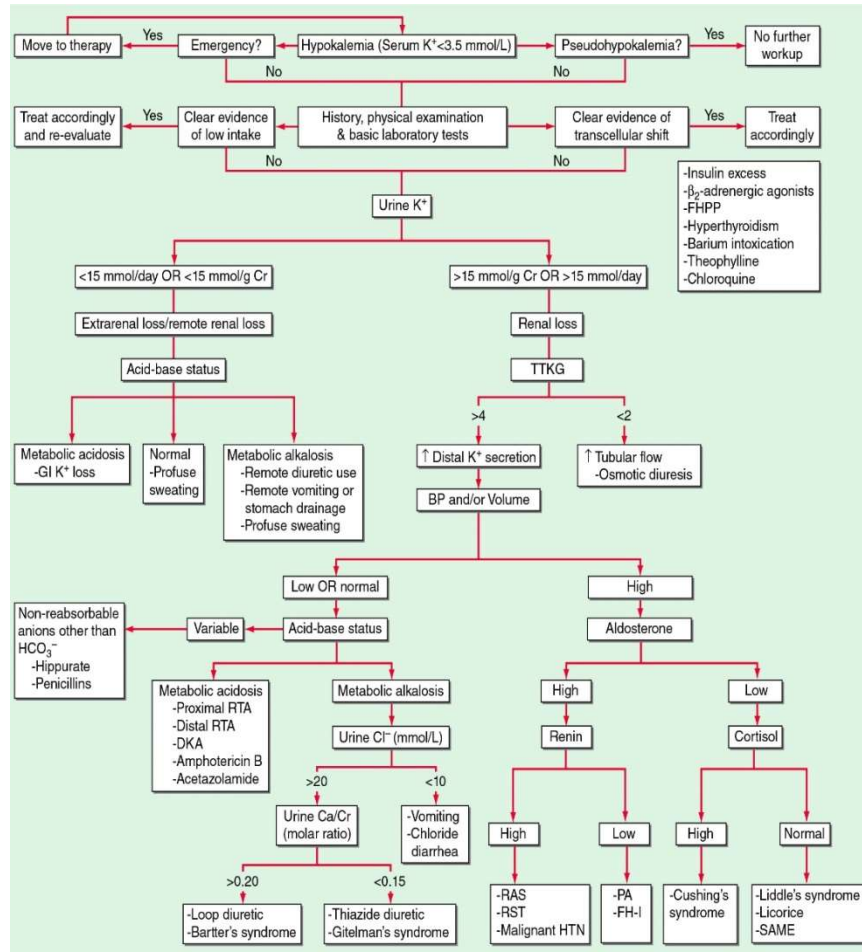 Move to therapy
Yes
Emergency?
Hypokalemia (Serum K+<3.5 mmol/L)
Pseudohypokalemia?
Yes
No further
workup
No
No
Treat accordingly
and re-evaluate
Yes
Clear evidence
of low intake
History, physical examination
& basic laboratory tests
Clear evidence of
transcellular shift
Yes
Treat
accordingly
No
No
-Insulin excess
-β2-adrenergic agonists
-FHPP
-Hyperthyroidism
-Barium intoxication
-Theophylline
-Chloroquine
Urine K+
<15 mmol/day OR <15 mmol/g Cr
>15 mmol/g Cr OR >15 mmol/day
Extrarenal loss/remote renal loss
Renal loss
Acid-base status
TTKG
>4
<2
Metabolic acidosis
-GI K+ loss
Normal
-Profuse
sweating
Metabolic alkalosis
-Remote diuretic use
-Remote vomiting or
stomach drainage
-Profuse sweating
↑ Distal K+ secretion
↑ Tubular flow
-Osmotic diuresis
BP and/or Volume
Low OR normal
High
Non-reabsorbable
anions other than
HCO3−
-Hippurate
-Penicillins
Variable
Acid-base status
Aldosterone
Metabolic acidosis
-Proximal RTA
-Distal RTA
-DKA
-Amphotericin B
-Acetazolamide
Metabolic alkalosis
High
Low
Urine Cl− (mmol/L)
Renin
Cortisol
>20
<10
Urine Ca/Cr
(molar ratio)
-Vomiting
-Chloride
diarrhea
High
Low
High
Normal
>0.20
<0.15
-Loop diuretic
-Bartter's syndrome
-Thiazide diuretic
-Gitelman's syndrome
-RAS
-RST
-Malignant HTN
-PA
-FH-I
-Cushing's
syndrome
-Liddle's syndrome
-Licorice
-SAME